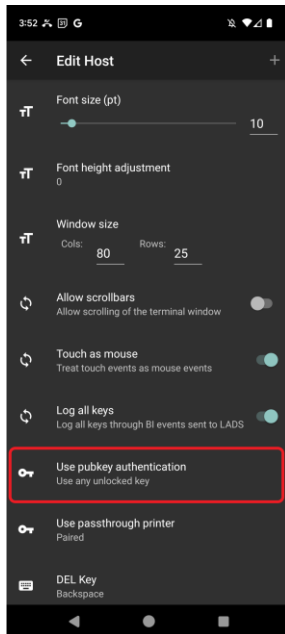 3:52 31 G
Edit Host
Font size (pt)
10
Font height adjustment
0
Window size
Cols: 80 Rows: 25
Allow scrollbars
Allow scrolling of the terminal window
Touch as mouse
Treat touch events as mouse events
Log all keys
Log all keys through BI events sent to LADS
Use pubkey authentication
Use any unlocked key
Use passthrough printer
Paired
DEL Key
Backspace